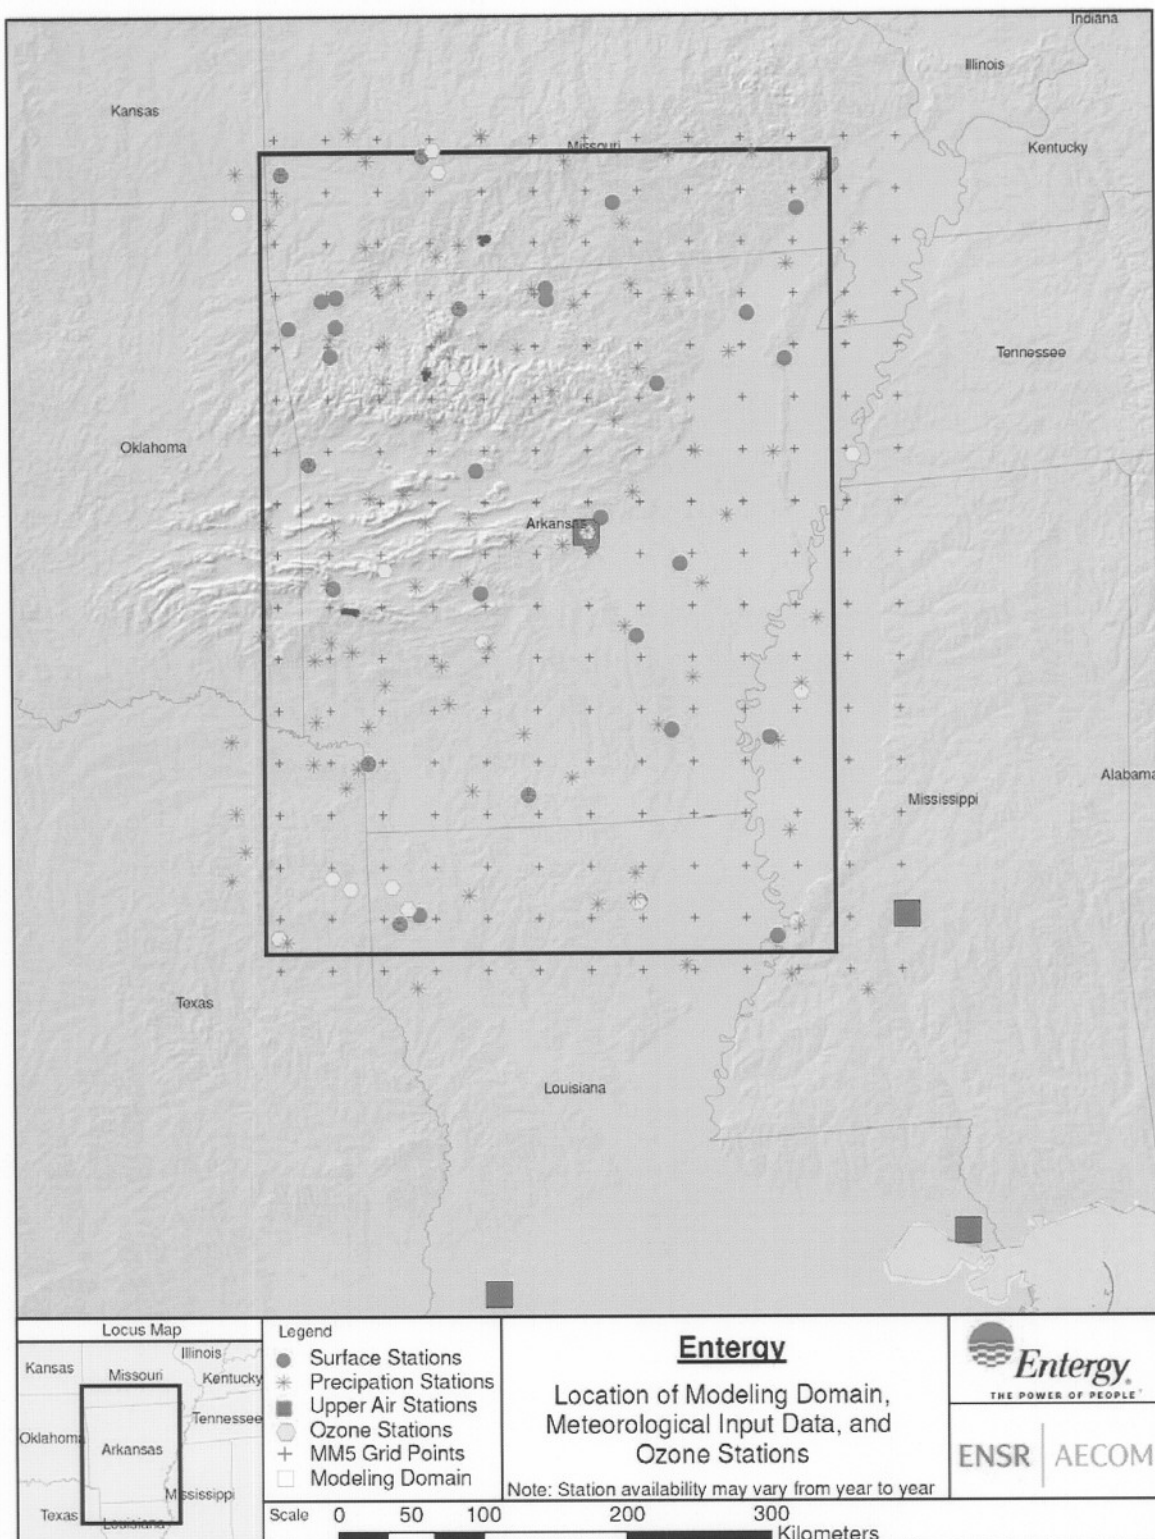 Indiana
Illinois
Kansas
Missouri
Kentucky
Tennessee
Oklahoma
Arkansas
Alabama
Mississippi
Texas
Louisiana
Locus Map
Kansas
Missouri
Illinois
Kentucky
Tennessee
Oklahoma
Arkansas
Mississippi
Texas
Louisiana
Legend
Surface Stations
Precipation Stations
Upper Air Stations
Ozone Stations
MM5 Grid Points
Modeling Domain
Entergy
Location of Modeling Domain,
Meteorological Input Data, and
Ozone Stations
Note: Station availability may vary from year to year
Entergy
THE POWER OF PEOPLE
ENSR | AECOM
Scale 0 50 100 200 300
Kilometers